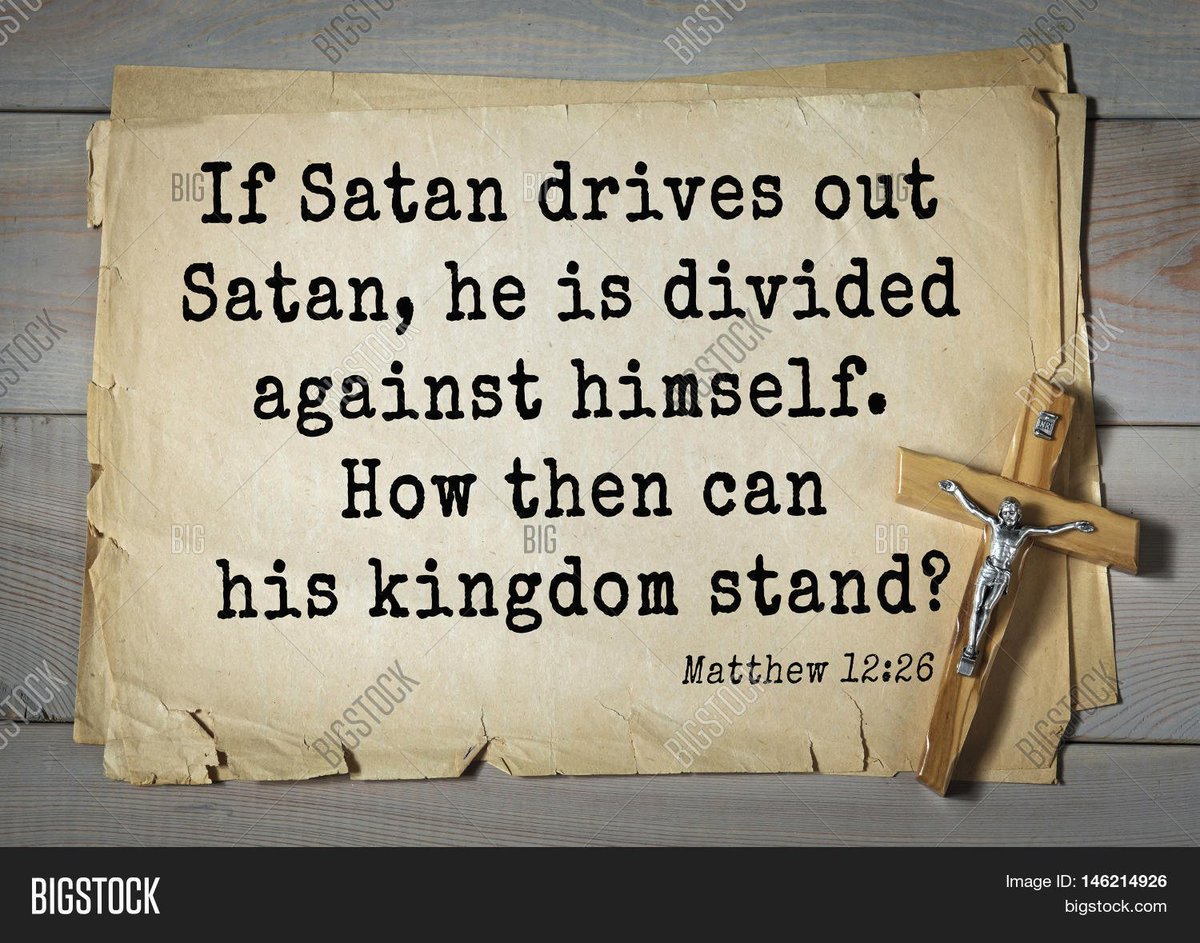 If Satan drives out
Satan, he is divided
against himself.
How then can
his kingdom stand?
Matthew 12:26
BIGSTOCK
Image ID: 146214926
bigstock.com